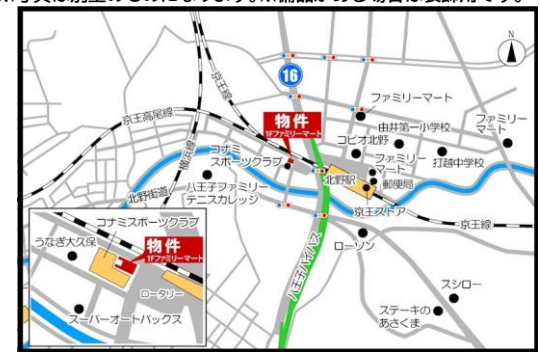 16
N
京王線
京王高尾線
横浜線
物件
1Fファミリーマート
ファミリーマート
コピオ北野
由井第一小学校
ファミリー
マート
コナミ
スポーツクラブ
ファミリー
マート
打越中学校
北野駅
郵便局
北野街道
八王子ファミリー
テニスカレッジ
京王ストア
京王線
ローソン
八王子バイパス
スシロー
ステーキの
あさくま
コナミスポーツクラブ
うなぎ大久保
物件
1Fファミリーマート
ロータリー
スーパーオートバックス